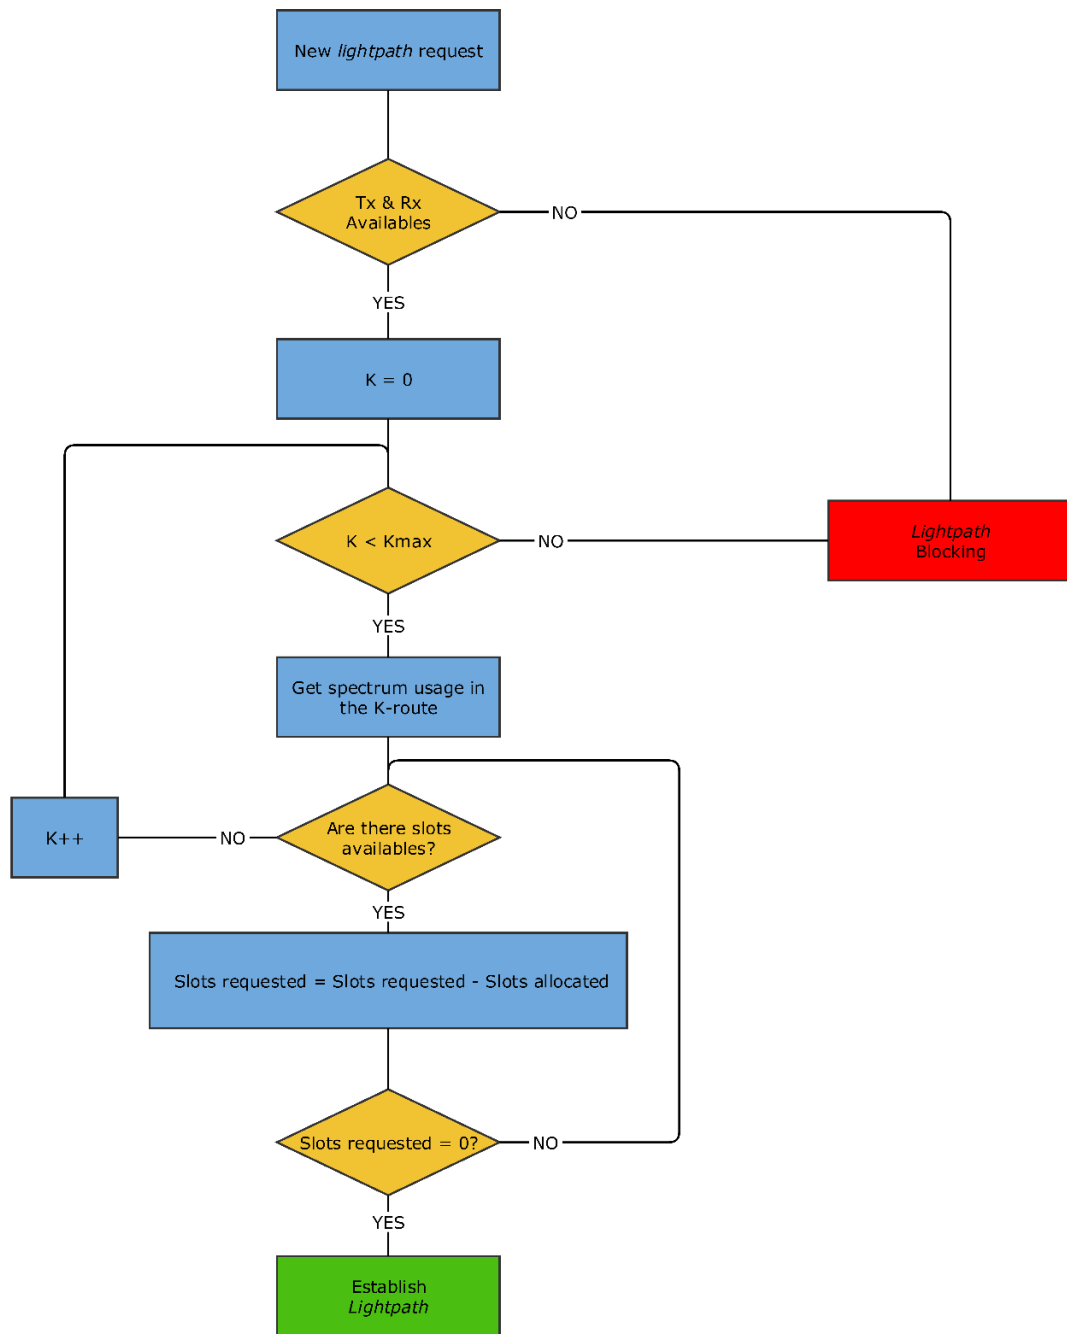 New lightpath request
Tx & Rx
Availables
NO
YES
K = 0
K < Kmax
NO
Lightpath
Blocking
YES
Get spectrum usage in
the K-route
Are there slots
availables?
NO
K++
YES
Slots requested = Slots requested - Slots allocated
Slots requested = 0?
NO
YES
Establish
Lightpath